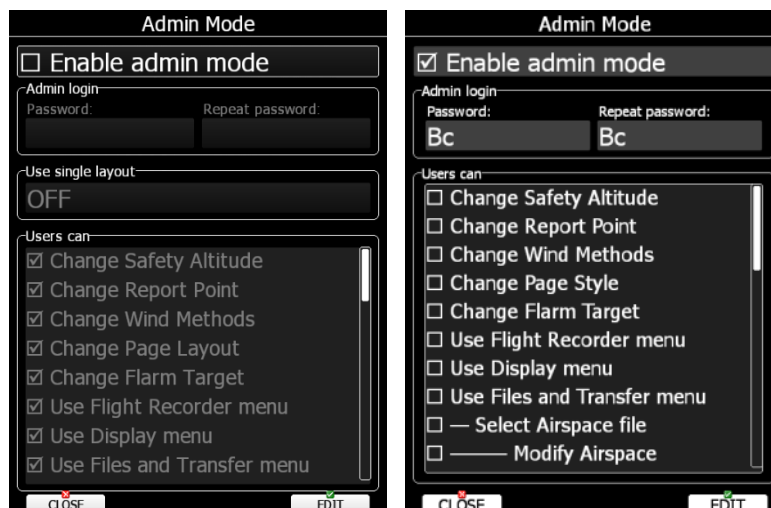 Admin Mode
Enable admin mode
Admin login
Password: Repeat password:
Use single layout
OFF
Users can
Change Safety Altitude
Change Report Point
Change Wind Methods
Change Page Layout
Change Flarm Target
Use Flight Recorder menu
Use Display menu
Use Files and Transfer menu
CLOSE EDIT
Admin Mode
Enable admin mode
Admin login
Password: Repeat password:
Bc Bc
Users can
Change Safety Altitude
Change Report Point
Change Wind Methods
Change Page Style
Change Flarm Target
Use Flight Recorder menu
Use Display menu
Use Files and Transfer menu
— Select Airspace file
——— Modify Airspace
CLOSE EDIT